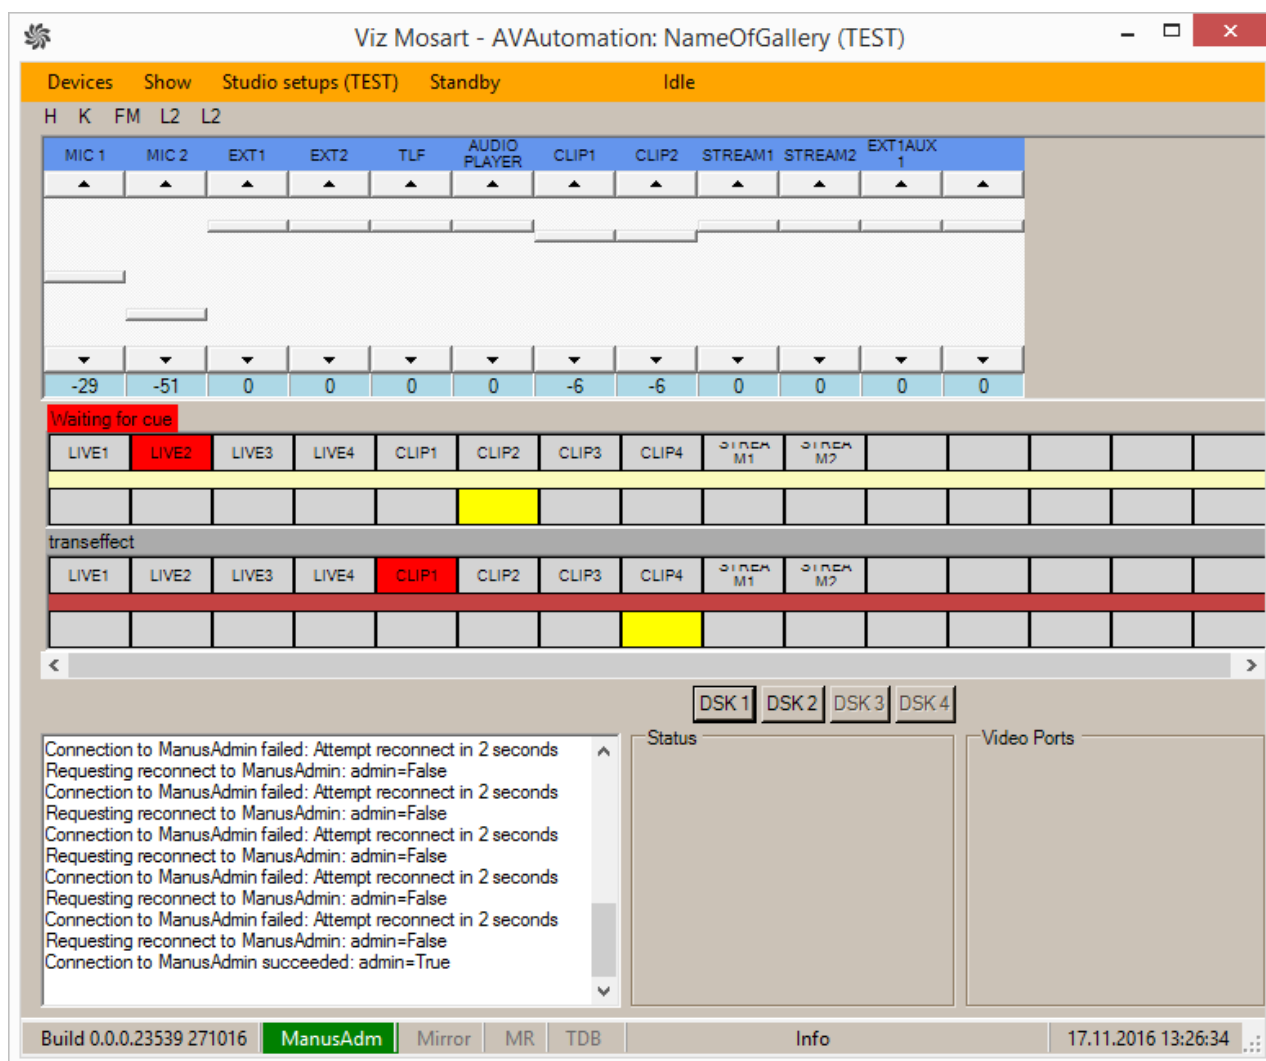 Viz Mosart - AVAutomation: NameOfGallery (TEST)
Devices Show Studio setups (TEST) Standby Idle
H K FM L2 L2
MIC 1 MIC 2 EXT1 EXT2 TLF AUDIO PLAYER CLIP1 CLIP2 STREAM1 STREAM2 EXT1AUX 1
-29 -51 0 0 0 0 -6 -6 0 0 0 0
Waiting for cue
LIVE1 LIVE2 LIVE3 LIVE4 CLIP1 CLIP2 CLIP3 CLIP4 STREAM1 STREAM2
transeffect
LIVE1 LIVE2 LIVE3 LIVE4 CLIP1 CLIP2 CLIP3 CLIP4 STREAM1 STREAM2
DSK 1 DSK 2 DSK 3 DSK 4
Connection to ManusAdmin failed: Attempt reconnect in 2 seconds
Requesting reconnect to ManusAdmin: admin=False
Connection to ManusAdmin failed: Attempt reconnect in 2 seconds
Requesting reconnect to ManusAdmin: admin=False
Connection to ManusAdmin failed: Attempt reconnect in 2 seconds
Requesting reconnect to ManusAdmin: admin=False
Connection to ManusAdmin failed: Attempt reconnect in 2 seconds
Requesting reconnect to ManusAdmin: admin=False
Connection to ManusAdmin failed: Attempt reconnect in 2 seconds
Requesting reconnect to ManusAdmin: admin=False
Connection to ManusAdmin succeeded: admin=True
Status
Video Ports
Build 0.0.0.23539 271016 ManusAdm Mirror MR TDB Info 17.11.2016 13:26:34